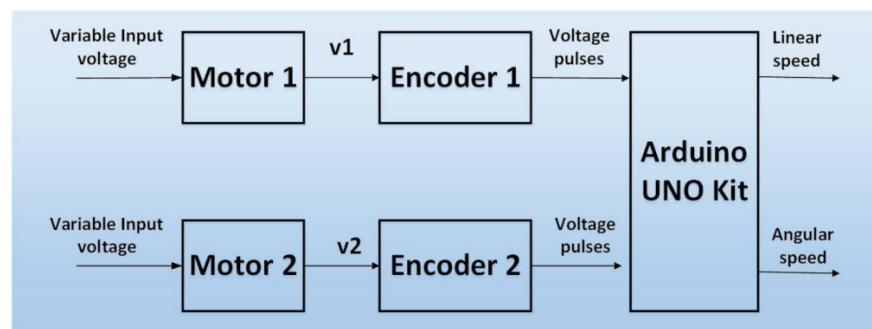 Variable Input
voltage
Motor 1
v1
Encoder 1
Voltage
pulses
Arduino
UNO Kit
Linear
speed
Variable Input
voltage
Motor 2
v2
Encoder 2
Voltage
pulses
Angular
speed